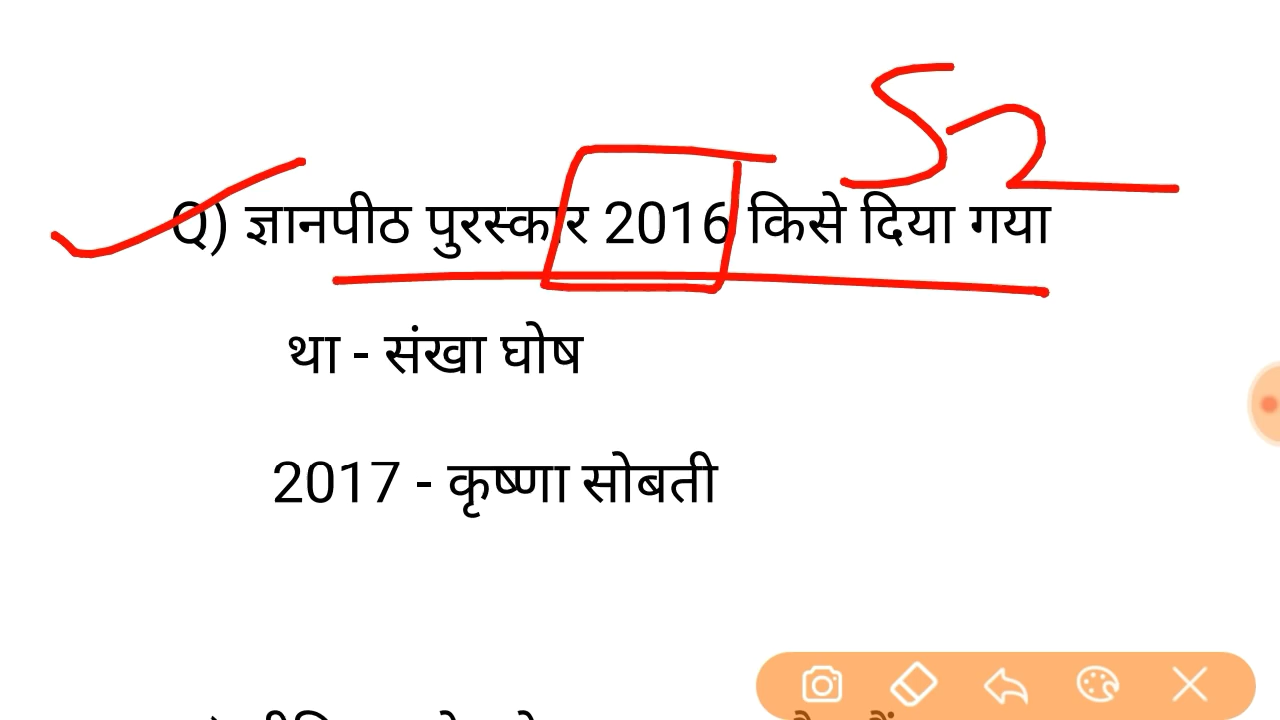 52
Q) ज्ञानपीठ पुरस्कार 2016 किसे दिया गया
था - संखा घोष
2017 - कृष्णा सोबती